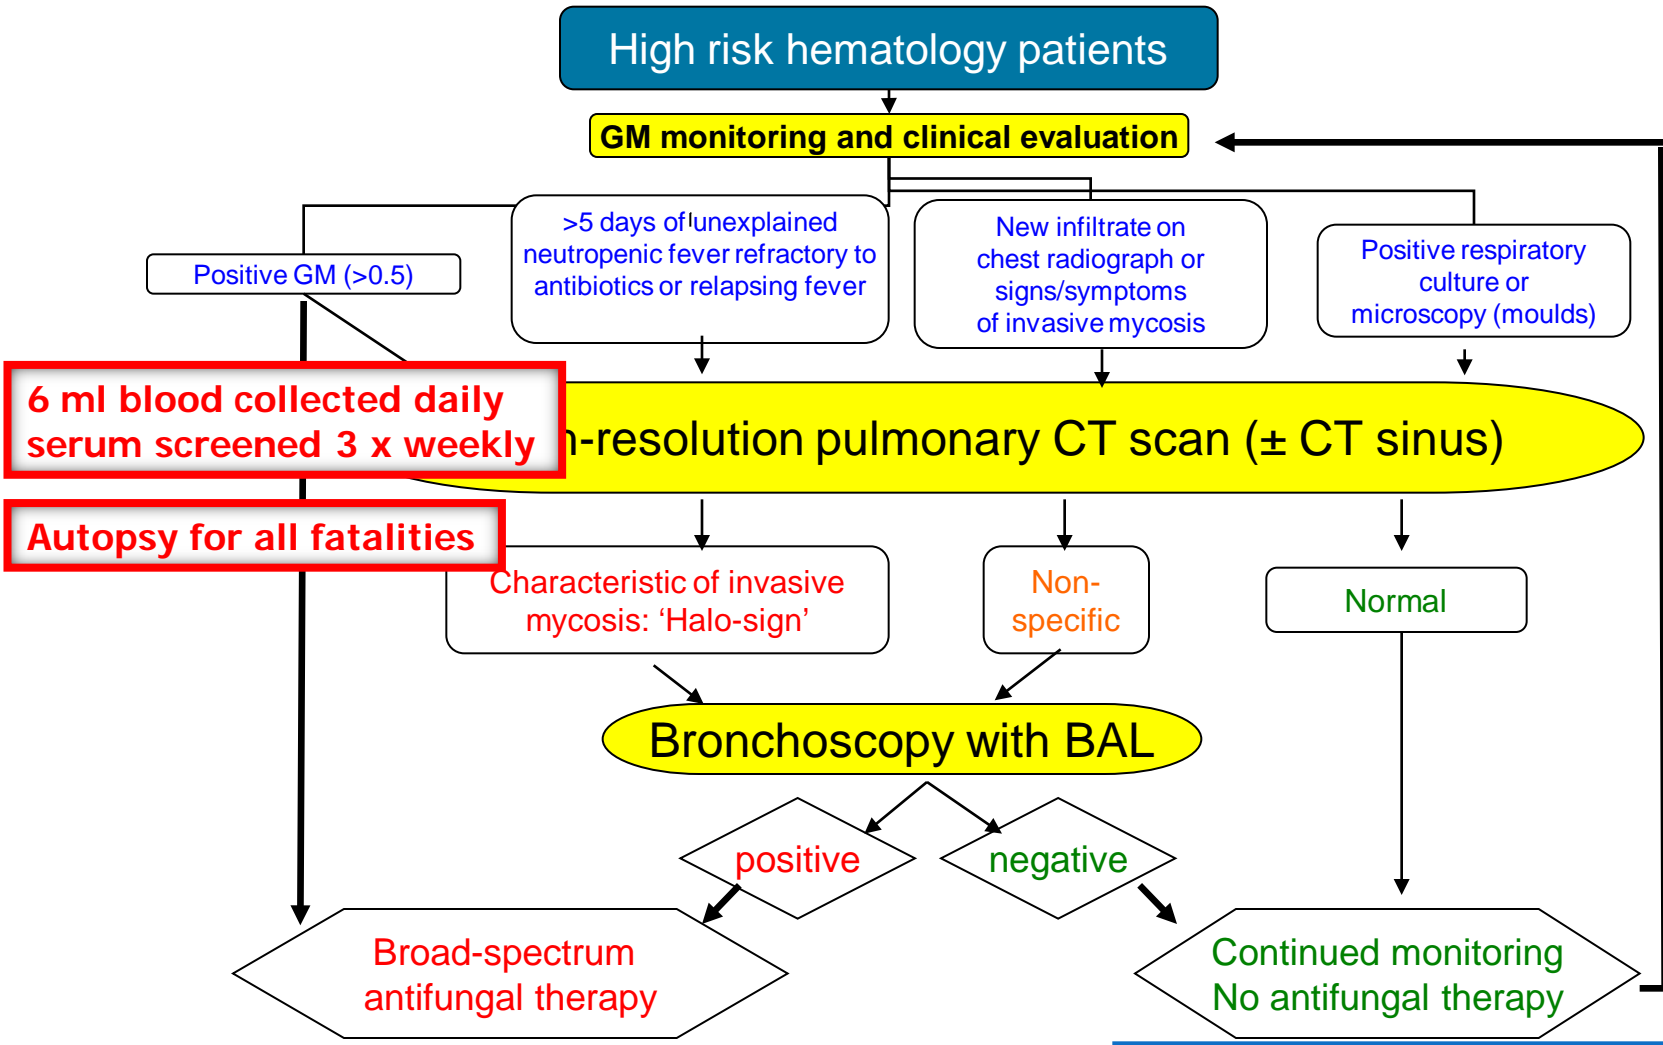 High risk hematology patients
GM monitoring and clinical evaluation
Positive GM (>0.5)
>5 days of unexplained
neutropenic fever refractory to
antibiotics or relapsing fever
New infiltrate on
chest radiograph or
signs/symptoms
of invasive mycosis
Positive respiratory
culture or
microscopy (moulds)
6 ml blood collected daily
serum screened 3 x weekly
-resolution pulmonary CT scan (± CT sinus)
Autopsy for all fatalities
Characteristic of invasive
mycosis: ‘Halo-sign’
Non-
specific
Normal
Bronchoscopy with BAL
positive
negative
Broad-spectrum
antifungal therapy
Continued monitoring
No antifungal therapy